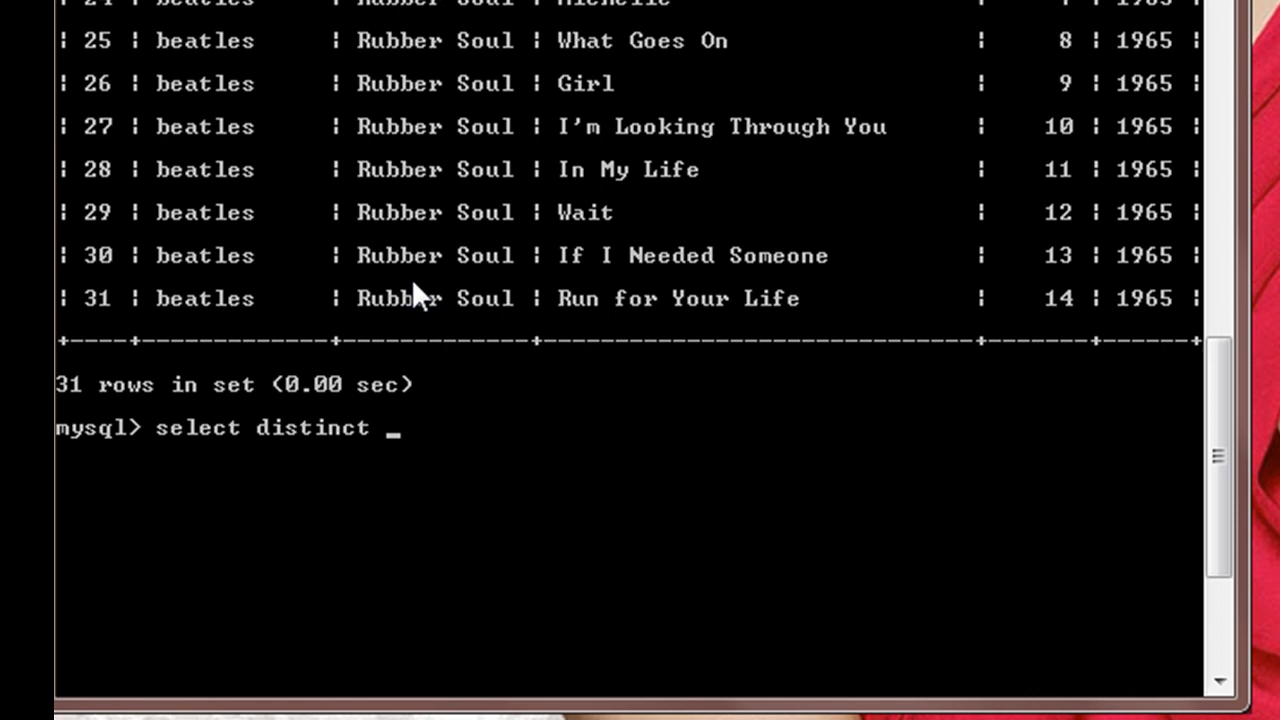 ¦ 25 ¦ beatles ¦ Rubber Soul ¦ What Goes On ¦ 8 ¦ 1965 ¦
¦ 26 ¦ beatles ¦ Rubber Soul ¦ Girl ¦ 9 ¦ 1965 ¦
¦ 27 ¦ beatles ¦ Rubber Soul ¦ I'm Looking Through You ¦ 10 ¦ 1965 ¦
¦ 28 ¦ beatles ¦ Rubber Soul ¦ In My Life ¦ 11 ¦ 1965 ¦
¦ 29 ¦ beatles ¦ Rubber Soul ¦ Wait ¦ 12 ¦ 1965 ¦
¦ 30 ¦ beatles ¦ Rubber Soul ¦ If I Needed Someone ¦ 13 ¦ 1965 ¦
¦ 31 ¦ beatles ¦ Rubber Soul ¦ Run for Your Life ¦ 14 ¦ 1965 ¦
31 rows in set (0.00 sec)
mysql> select distinct _